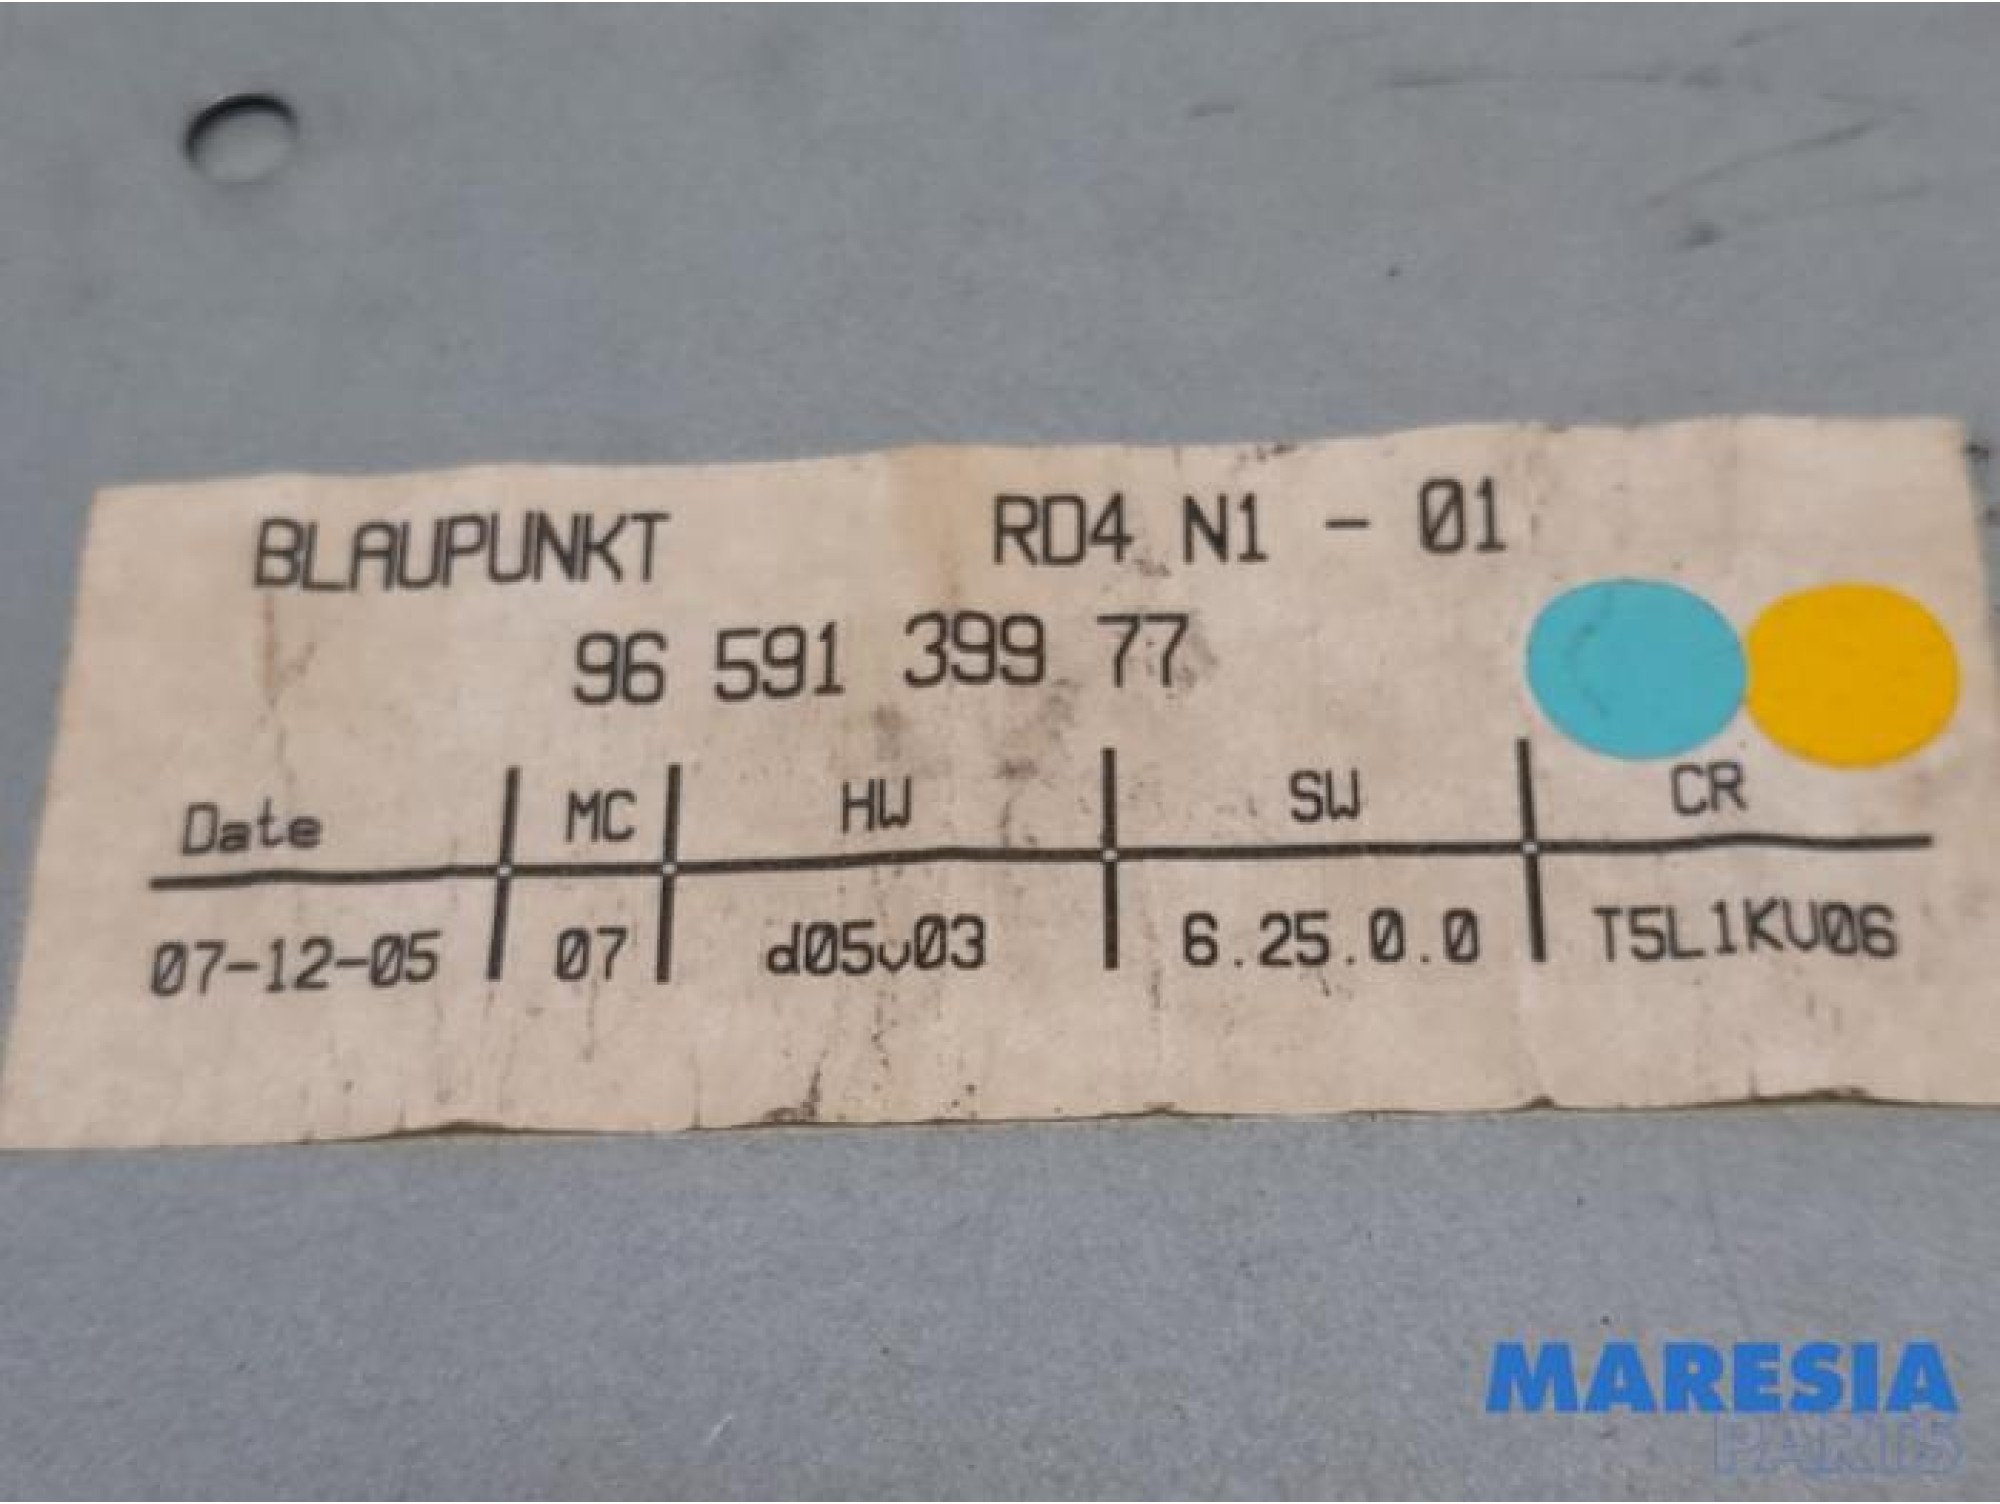 BLAUPUNKT RD4 N1 - 01
96 591 399 77
Date MC HW SW CR
07-12-05 07 d05v03 6.25.0.0 T5L1KV06
MARESIA
PARTS